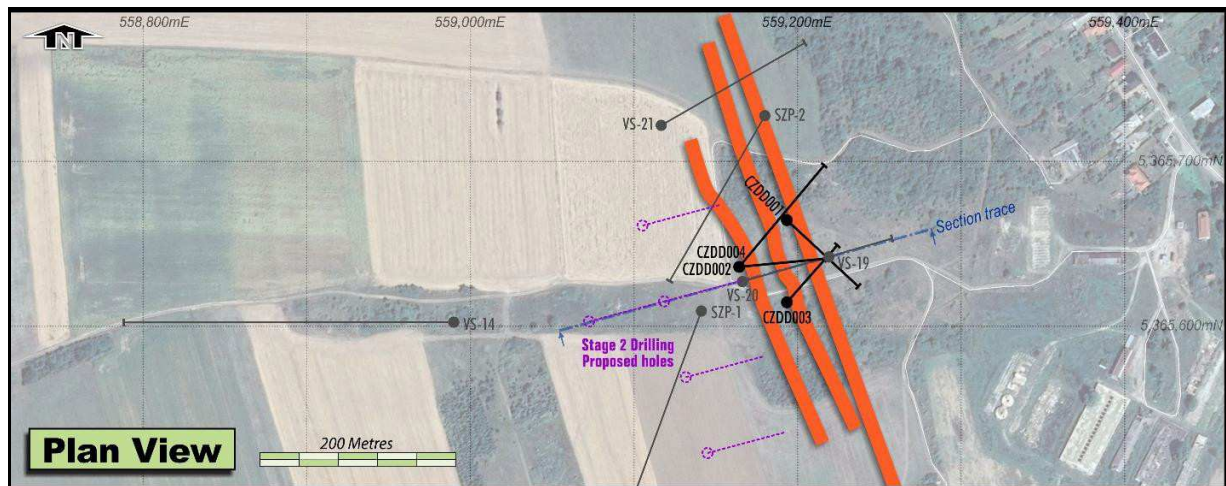 558,800mE
559,000mE
559,200mE
559,400mE
N
VS-21
SZP-2
5,365,700mN
CZDD001
Section trace
CZDD004
CZDD002
VS-19
VS-20
SZP-1
CZDD003
VS-14
5,365,600mN
Stage 2 Drilling
Proposed holes
Plan View
200 Metres